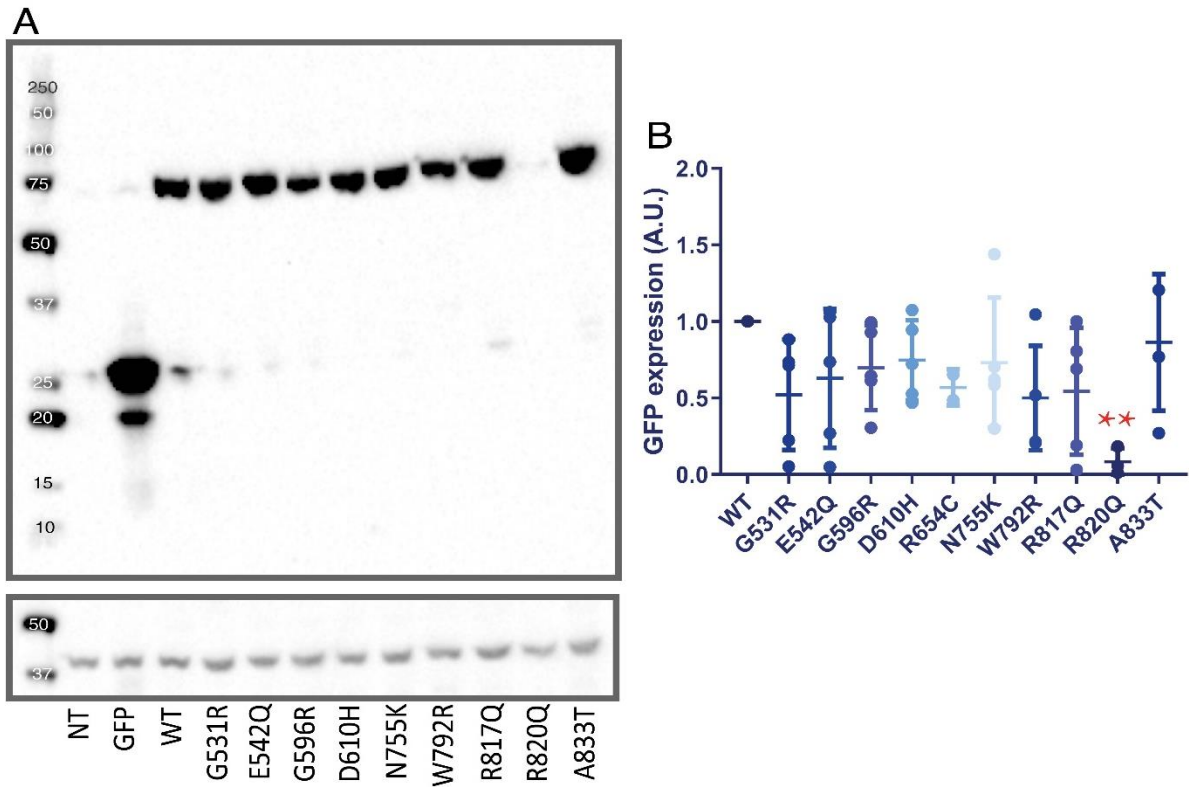 A
250
50
100
75
50
37
25
20
15
10
50
37
NT
GFP
WT
G531R
E542Q
G596R
D610H
N755K
W792R
R817Q
R820Q
A833T
B
GFP expression (A.U.)
2.0
1.5
1.0
0.5
0.0
**
WT
G531R
E542Q
G596R
D610H
R654C
N755K
W792R
R817Q
R820Q
A833T